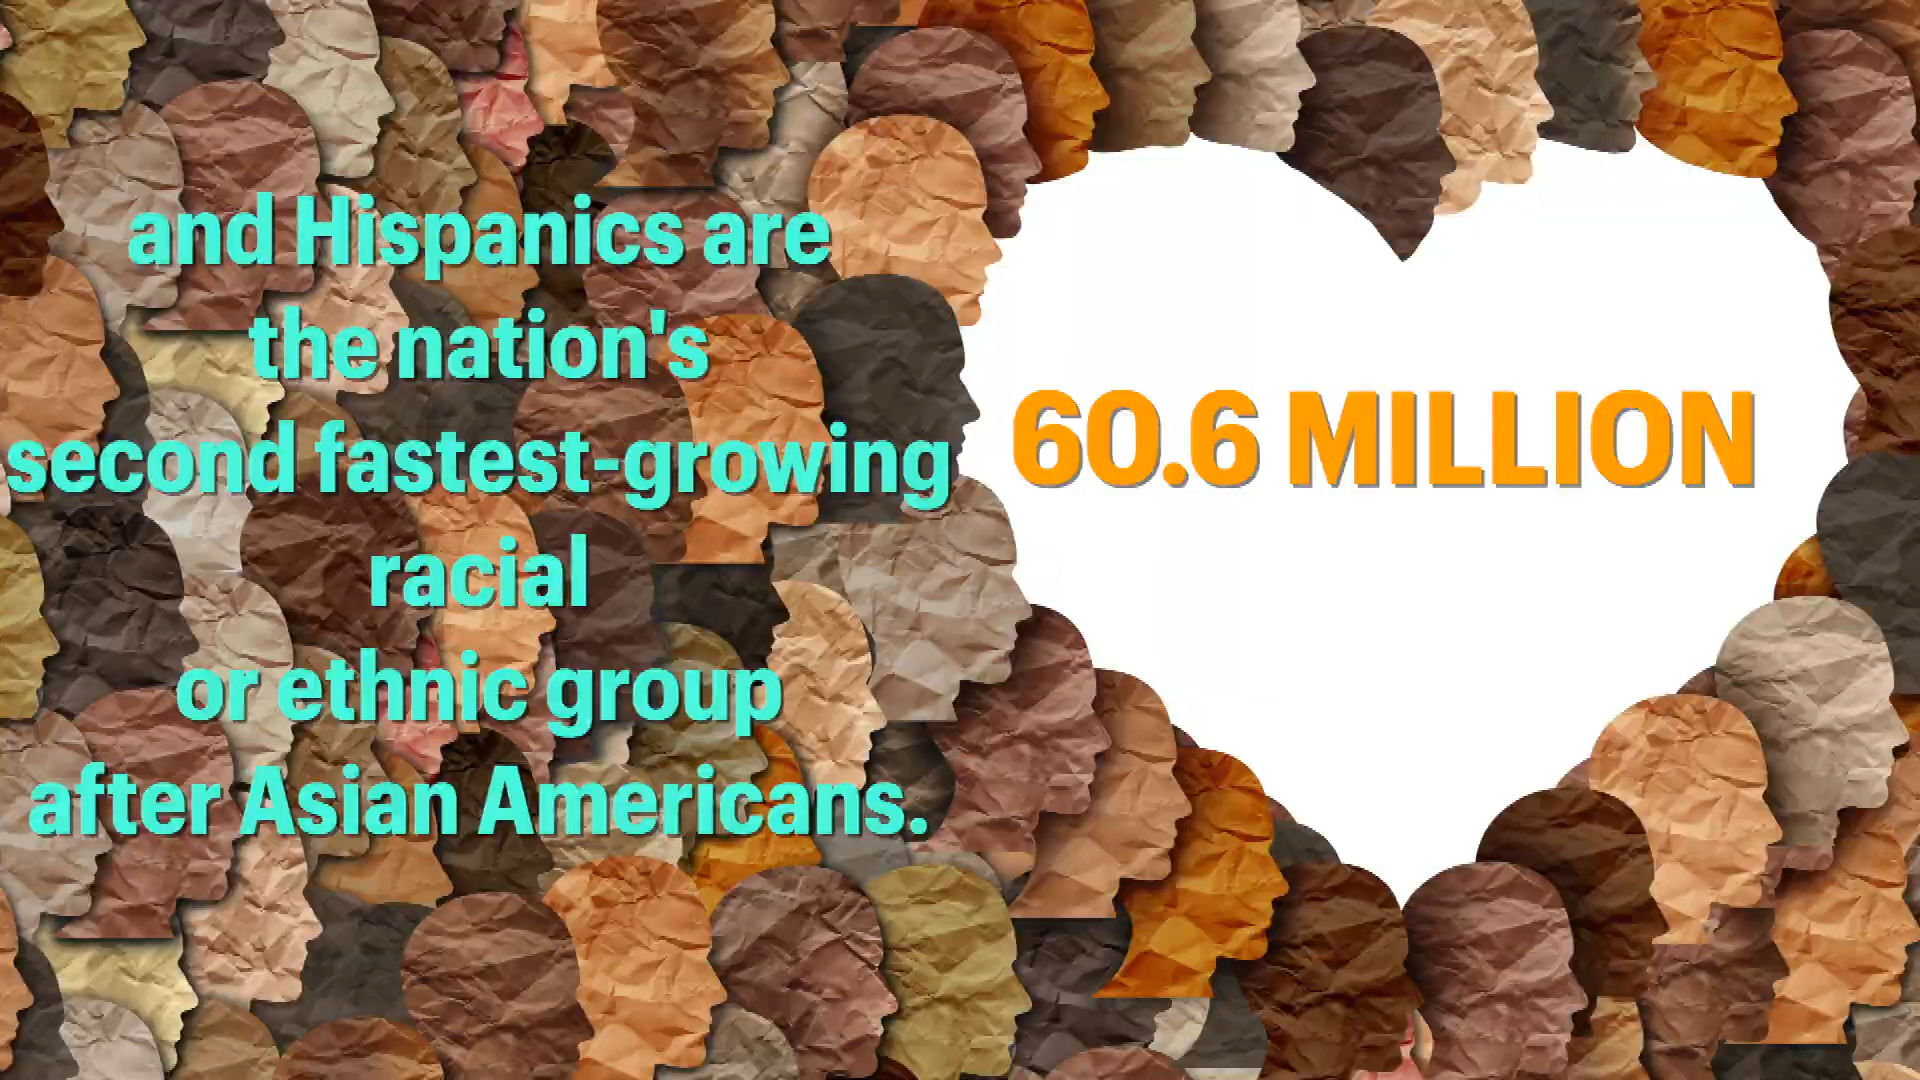 and Hispanics are
the nation's
second fastest-growing
racial
or ethnic group
after Asian Americans.
60.6 MILLION